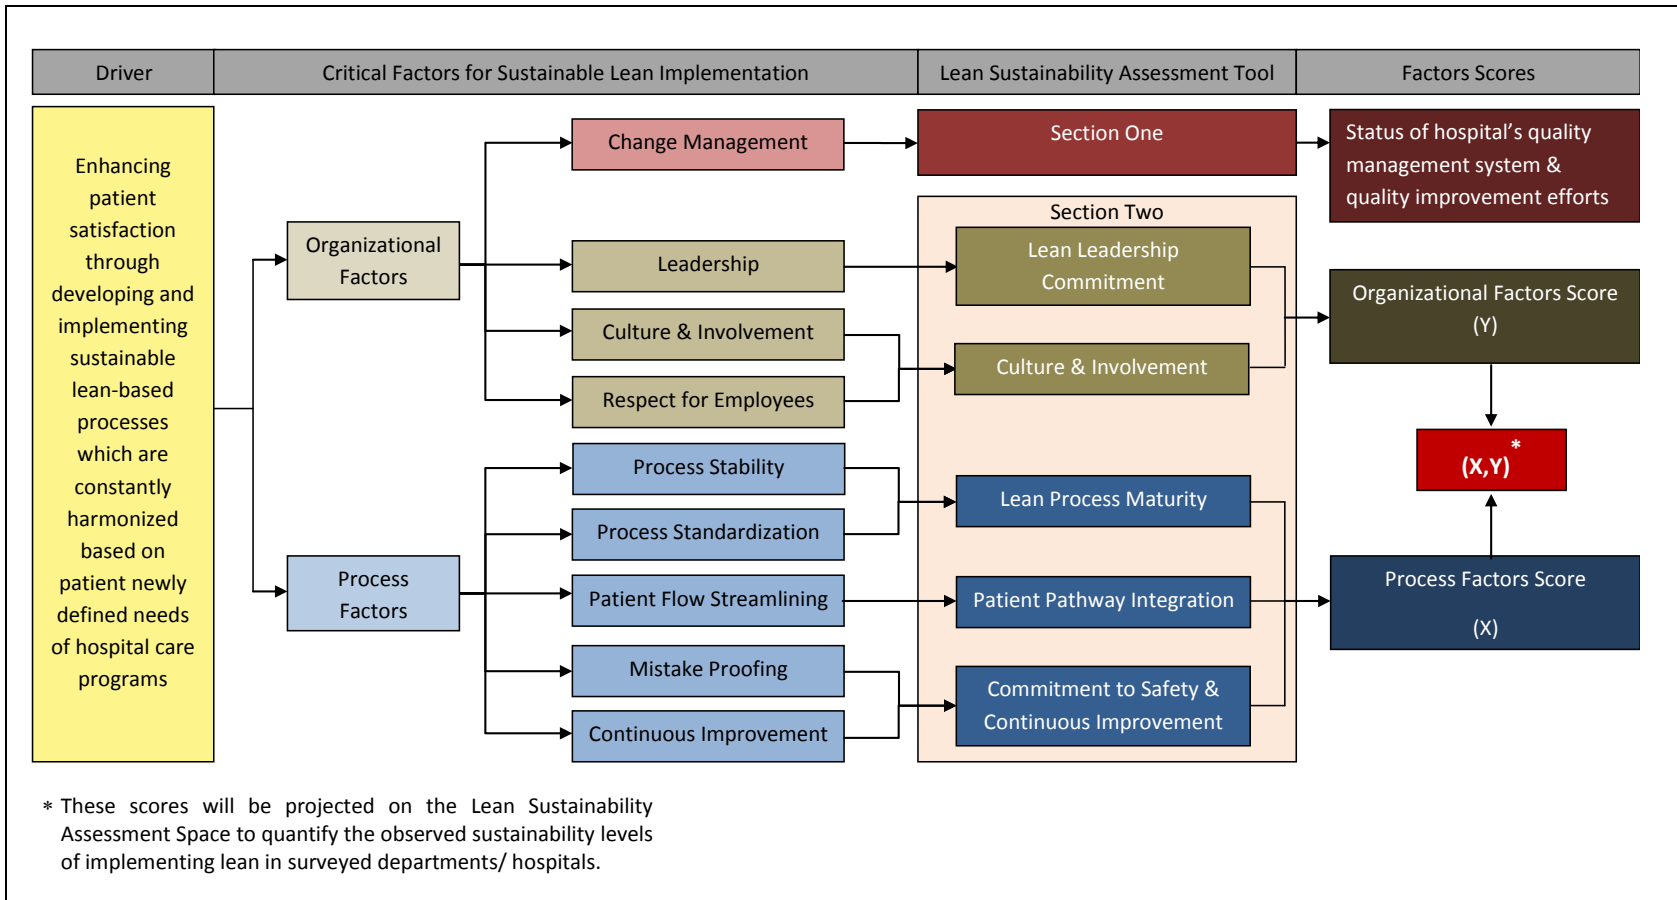 Driver
Critical Factors for Sustainable Lean Implementation
Lean Sustainability Assessment Tool
Factors Scores
Enhancing
patient
satisfaction
through
developing and
implementing
sustainable
lean-based
processes
which are
constantly
harmonized
based on
patient newly
defined needs
of hospital care
programs
Organizational
Factors
Process
Factors
Change Management
Leadership
Culture & Involvement
Respect for Employees
Process Stability
Process Standardization
Patient Flow Streamlining
Mistake Proofing
Continuous Improvement
Section One
Section Two
Lean Leadership
Commitment
Culture & Involvement
Lean Process Maturity
Patient Pathway Integration
Commitment to Safety &
Continuous Improvement
Status of hospital’s quality
management system &
quality improvement efforts
Organizational Factors Score
(Y)
(X,Y)*
Process Factors Score
(X)
* These scores will be projected on the Lean Sustainability
Assessment Space to quantify the observed sustainability levels
of implementing lean in surveyed departments/ hospitals.